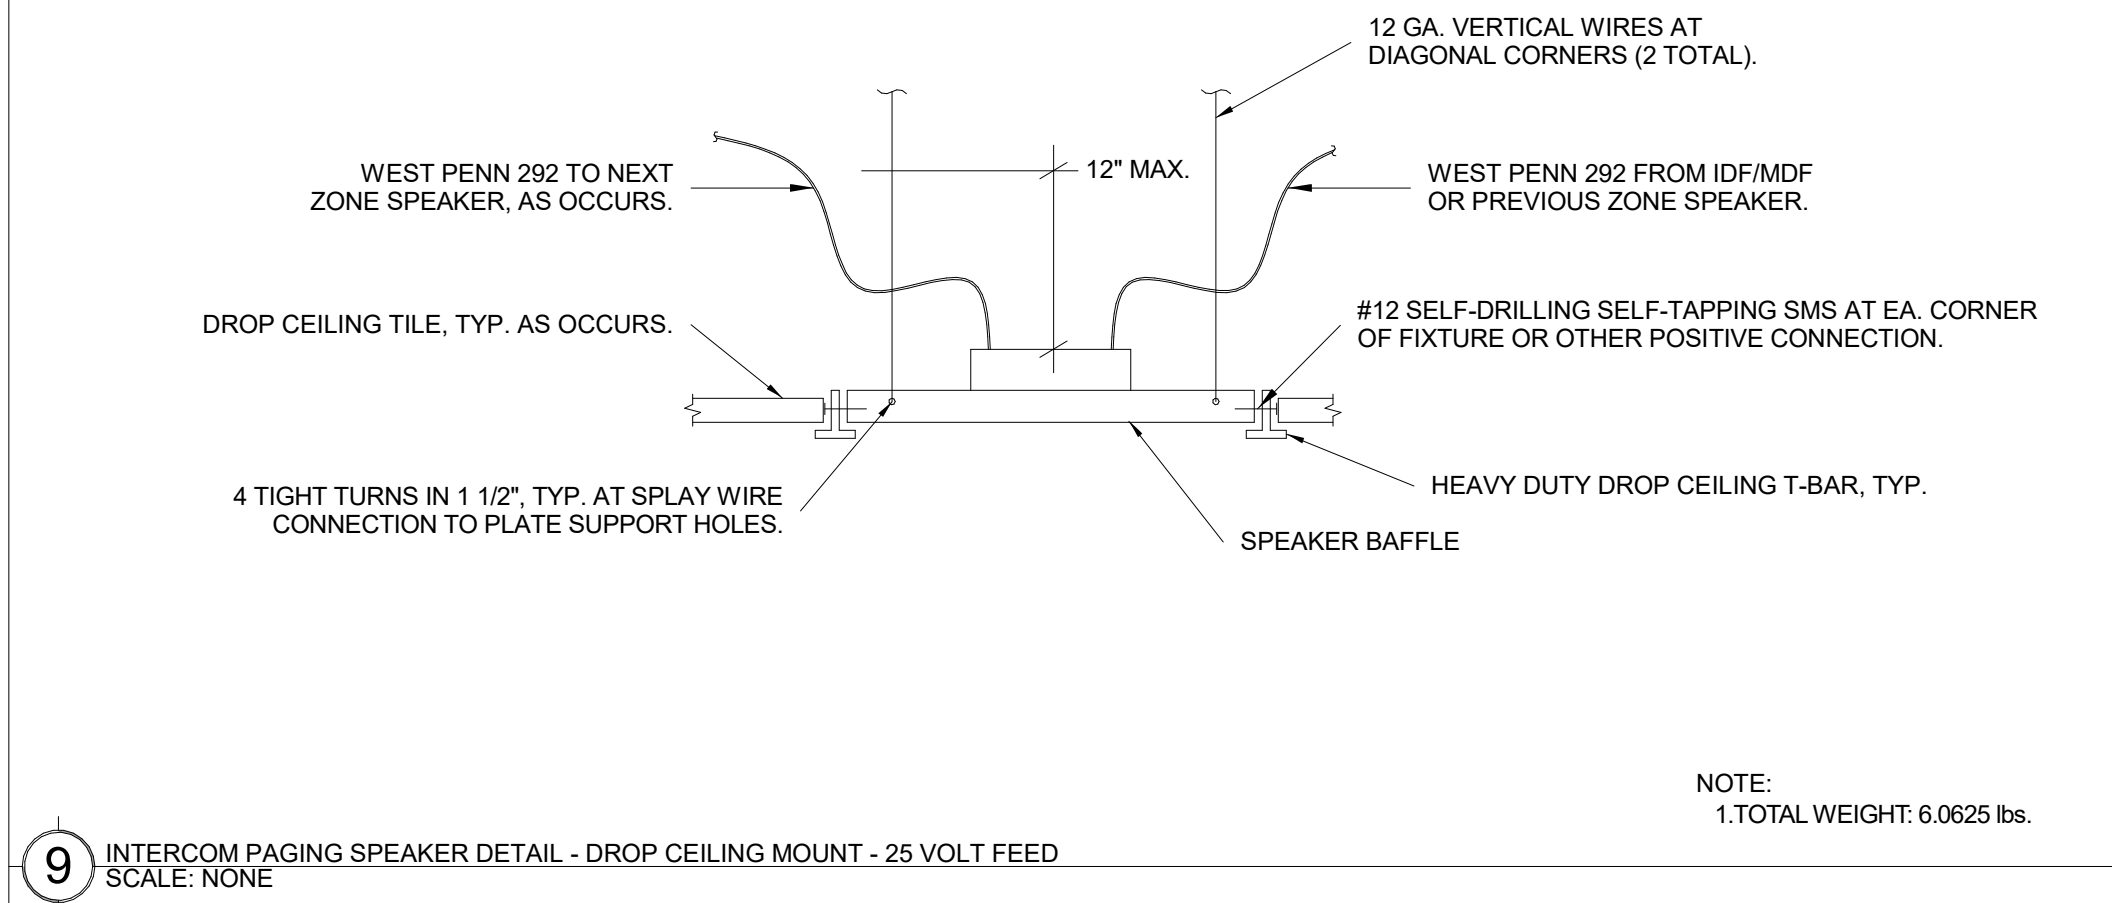 12 GA. VERTICAL WIRES AT
DIAGONAL CORNERS (2 TOTAL).
WEST PENN 292 TO NEXT
ZONE SPEAKER, AS OCCURS.
12" MAX.
WEST PENN 292 FROM IDF/MDF
OR PREVIOUS ZONE SPEAKER.
DROP CEILING TILE, TYP. AS OCCURS.
#12 SELF-DRILLING SELF-TAPPING SMS AT EA. CORNER
OF FIXTURE OR OTHER POSITIVE CONNECTION.
4 TIGHT TURNS IN 1 1/2", TYP. AT SPLAY WIRE
CONNECTION TO PLATE SUPPORT HOLES.
HEAVY DUTY DROP CEILING T-BAR, TYP.
SPEAKER BAFFLE
NOTE:
1.TOTAL WEIGHT: 6.0625 lbs.
9
INTERCOM PAGING SPEAKER DETAIL - DROP CEILING MOUNT - 25 VOLT FEED
SCALE: NONE